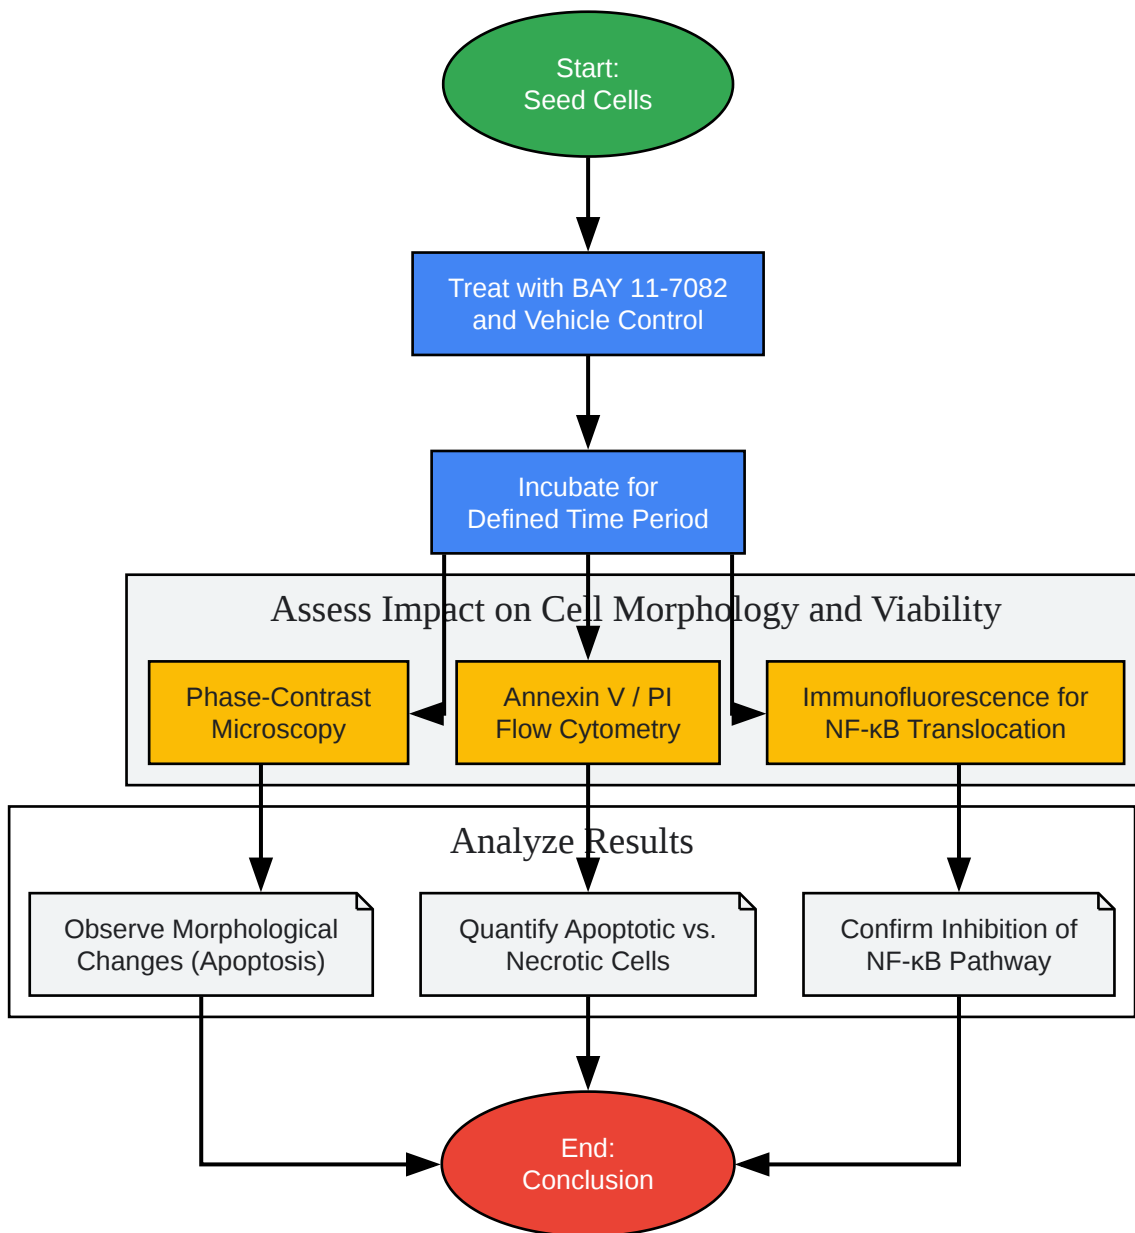 Start:
Seed Cells
Treat with BAY 11-7082
and Vehicle Control
Incubate for
Defined Time Period
Assess Impact on Cell Morphology and Viability
Phase-Contrast
Microscopy
Annexin V / PI
Flow Cytometry
Immunofluorescence for
NF-κB Translocation
Analyze Results
Observe Morphological
Changes (Apoptosis)
Quantify Apoptotic vs.
Necrotic Cells
Confirm Inhibition of
NF-κB Pathway
End:
Conclusion